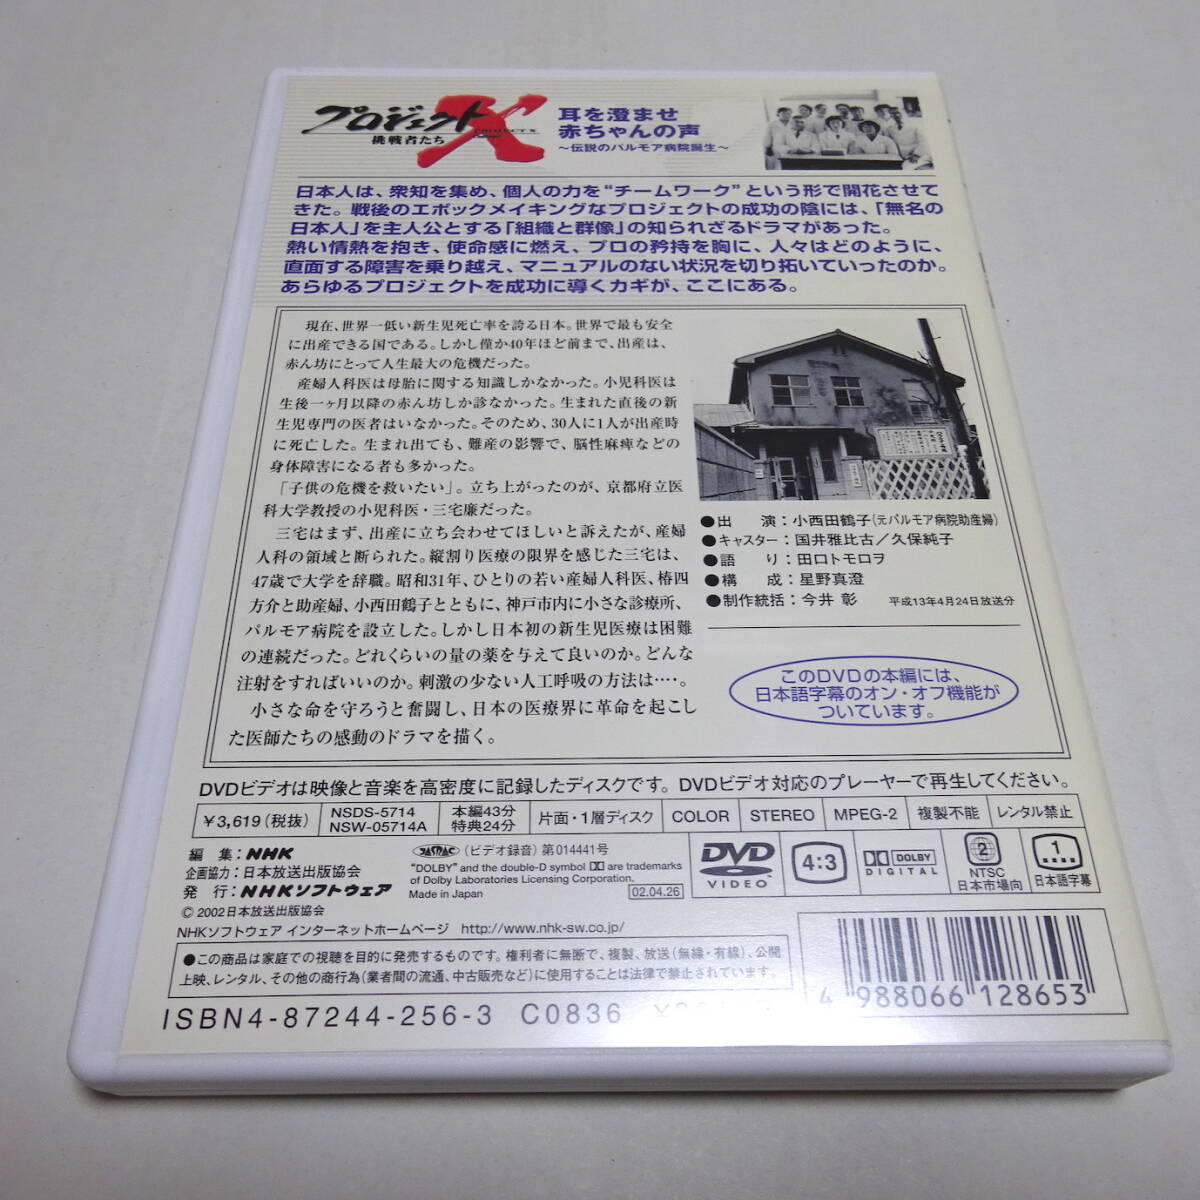 プロジェクトX
PROJECT X
挑戦者たち
耳を澄ませ
赤ちゃんの声
～伝説のパルモア病院誕生～
日本人は、衆知を集め、個人の力を“チームワーク”という形で開花させて
きた。戦後のエポックメイキングなプロジェクトの成功の陰には、「無名の
日本人」を主人公とする「組織と群像」の知られざるドラマがあった。
熱い情熱を抱き、使命感に燃え、プロの矜持を胸に、人々はどのように、
直面する障害を乗り越え、マニュアルのない状況を切り拓いていったのか。
あらゆるプロジェクトを成功に導くカギが、ここにある。
現在、世界一低い新生児死亡率を誇る日本。世界で最も安全
に出産できる国である。しかし僅か40年ほど前まで、出産は、
赤ん坊にとって人生最大の危機だった。
産婦人科医は母胎に関する知識しかなかった。小児科医は
生後一ヶ月以降の赤ん坊しか診なかった。生まれた直後の新
生児専門の医者はいなかった。そのため、30人に1人が出産時
に死亡した。生まれ出ても、難産の影響で、脳性麻痺などの
身体障害になる者も多かった。
「子供の危機を救いたい」。立ち上がったのが、京都府立医
科大学教授の小児科医・三宅廉だった。
三宅はまず、出産に立ち会わせてほしいと訴えたが、産婦
人科の領域と断られた。縦割り医療の限界を感じた三宅は、
47歳で大学を辞職。昭和31年、ひとりの若い産婦人科医、椿四
方介と助産婦、小西田鶴子とともに、神戸市内に小さな診療所、
パルモア病院を設立した。しかし日本初の新生児医療は困難
の連続だった。どれくらいの量の薬を与えて良いのか。どんな
注射をすればいいのか。刺激の少ない人工呼吸の方法は…。
小さな命を守ろうと奮闘し、日本の医療界に革命を起こし
た医師たちの感動のドラマを描く。
●出　演：小西田鶴子(元パルモア病院助産婦)
●キャスター：国井雅比古／久保純子
●語　り：田口トモロヲ
●構　成：星野真澄
●制作統括：今井 彰　平成13年4月24日放送分
このDVDの本編には、
日本語字幕のオン・オフ機能が
ついています。
DVDビデオは映像と音楽を高密度に記録したディスクです。DVDビデオ対応のプレーヤーで再生してください。
￥3,619(税抜)
NSDS-5714
NSW-05714A
本編43分
特典24分
片面・1層ディスク
COLOR
STEREO
MPEG-2
複製不能
レンタル禁止
編　集：NHK
企画協力：日本放送出版協会
発　行：NHKソフトウェア
© 2002日本放送出版協会
NHKソフトウェア インターネットホームページ　http://www.nhk-sw.co.jp/
JASRAC (ビデオ録音) 第014441号
"DOLBY" and the double-D symbol are trademarks
of Dolby Laboratories Licensing Corporation.
Made in Japan
02.04.26
DVD
VIDEO
4:3
DOLBY
DIGITAL
2
NTSC
日本市場向
1
日本語字幕
●この商品は家庭での視聴を目的に発売するものです。権利者に無断で、複製、放送(無線・有線)、公開
上映、レンタル、その他の商行為(業者間の流通、中古販売など)に使用することは法律で禁止されています。
4 988066 128653
ISBN4-87244-256-3 C0836